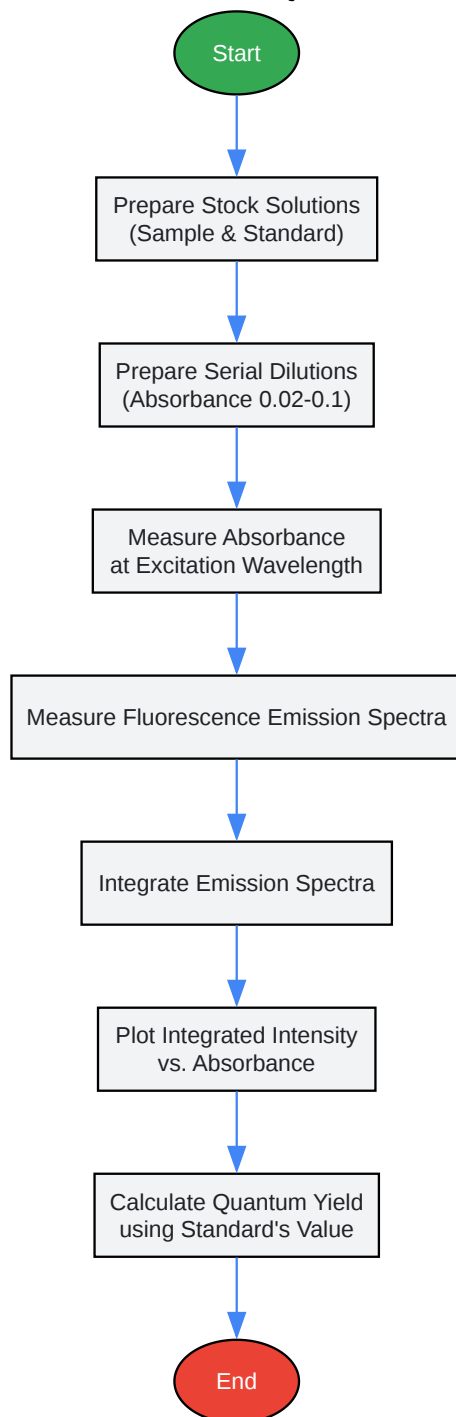 Start
Prepare Stock Solutions
(Sample & Standard)
Prepare Serial Dilutions
(Absorbance 0.02-0.1)
Measure Absorbance
at Excitation Wavelength
Measure Fluorescence Emission Spectra
Integrate Emission Spectra
Plot Integrated Intensity
vs. Absorbance
Calculate Quantum Yield
using Standard's Value
End